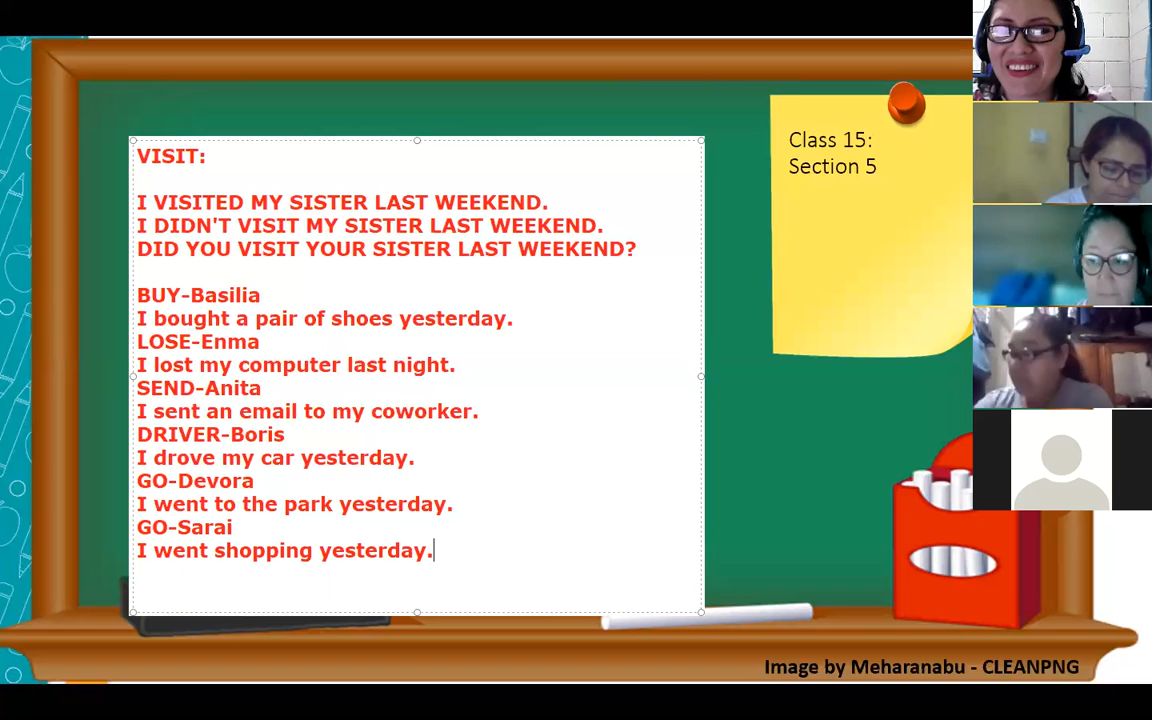 VISIT:
I VISITED MY SISTER LAST WEEKEND.
I DIDN'T VISIT MY SISTER LAST WEEKEND.
DID YOU VISIT YOUR SISTER LAST WEEKEND?
BUY-Basilia
I bought a pair of shoes yesterday.
LOSE-Enma
I lost my computer last night.
SEND-Anita
I sent an email to my coworker.
DRIVER-Boris
I drove my car yesterday.
GO-Devora
I went to the park yesterday.
GO-Sarai
I went shopping yesterday.
Class 15:
Section 5
Image by Meharanabu - CLEANPNG